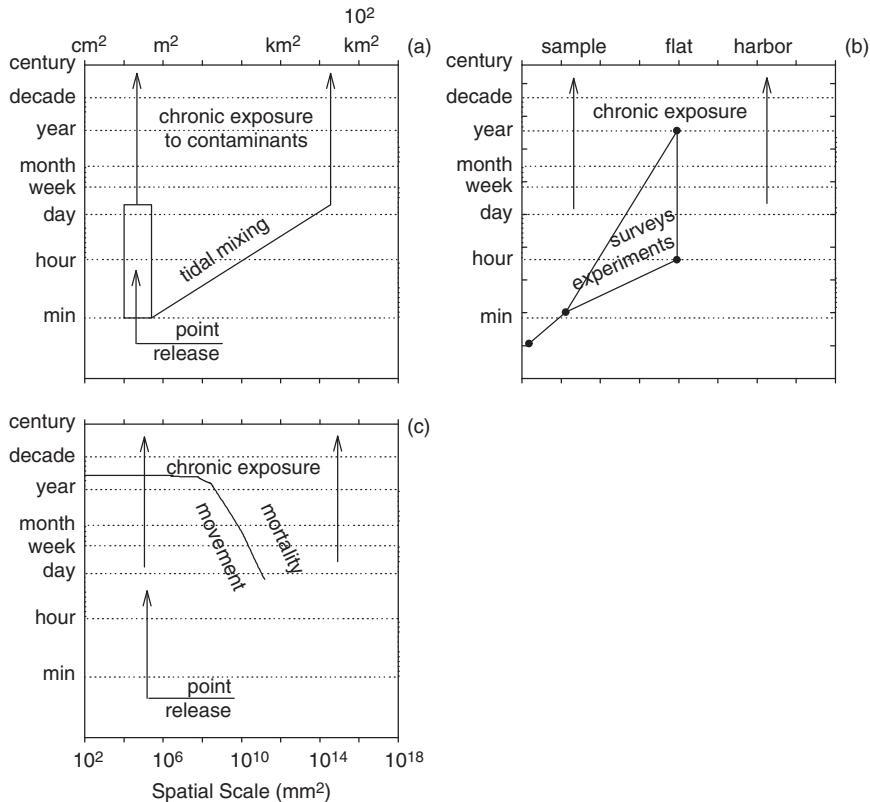 10²
cm² m² km² km² (a)
century
decade
year
month
week
day
hour
min
chronic exposure
to contaminants
tidal mixing
point
release
sample flat harbor (b)
century
decade
year
month
week
day
hour
min
chronic exposure
surveys
experiments
(c)
century
decade
year
month
week
day
hour
min
chronic exposure
movement
mortality
point
release
10² 10⁶ 10¹⁰ 10¹⁴ 10¹⁸
Spatial Scale (mm²)